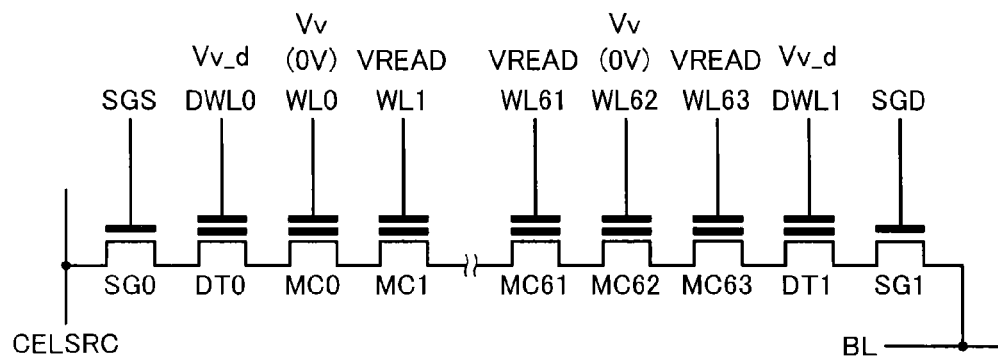 Vv Vv
Vv_d (0V) VREAD VREAD (0V) VREAD Vv_d
SGS DWL0 WL0 WL1 WL61 WL62 WL63 DWL1 SGD
SG0 DT0 MC0 MC1 MC61 MC62 MC63 DT1 SG1
CELSRC BL